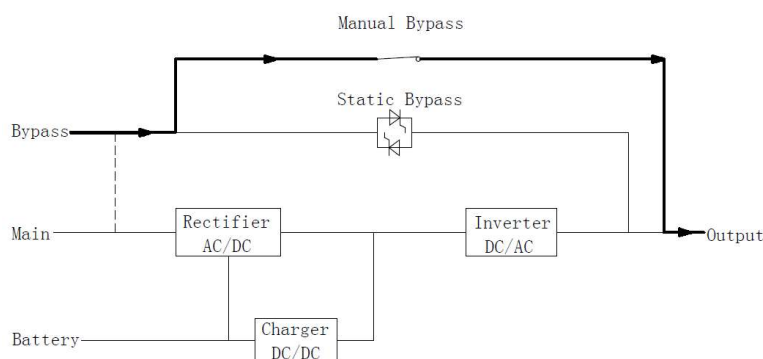 Manual Bypass
Static Bypass
Bypass
Main
Rectifier
AC/DC
Inverter
DC/AC
Output
Battery
Charger
DC/DC